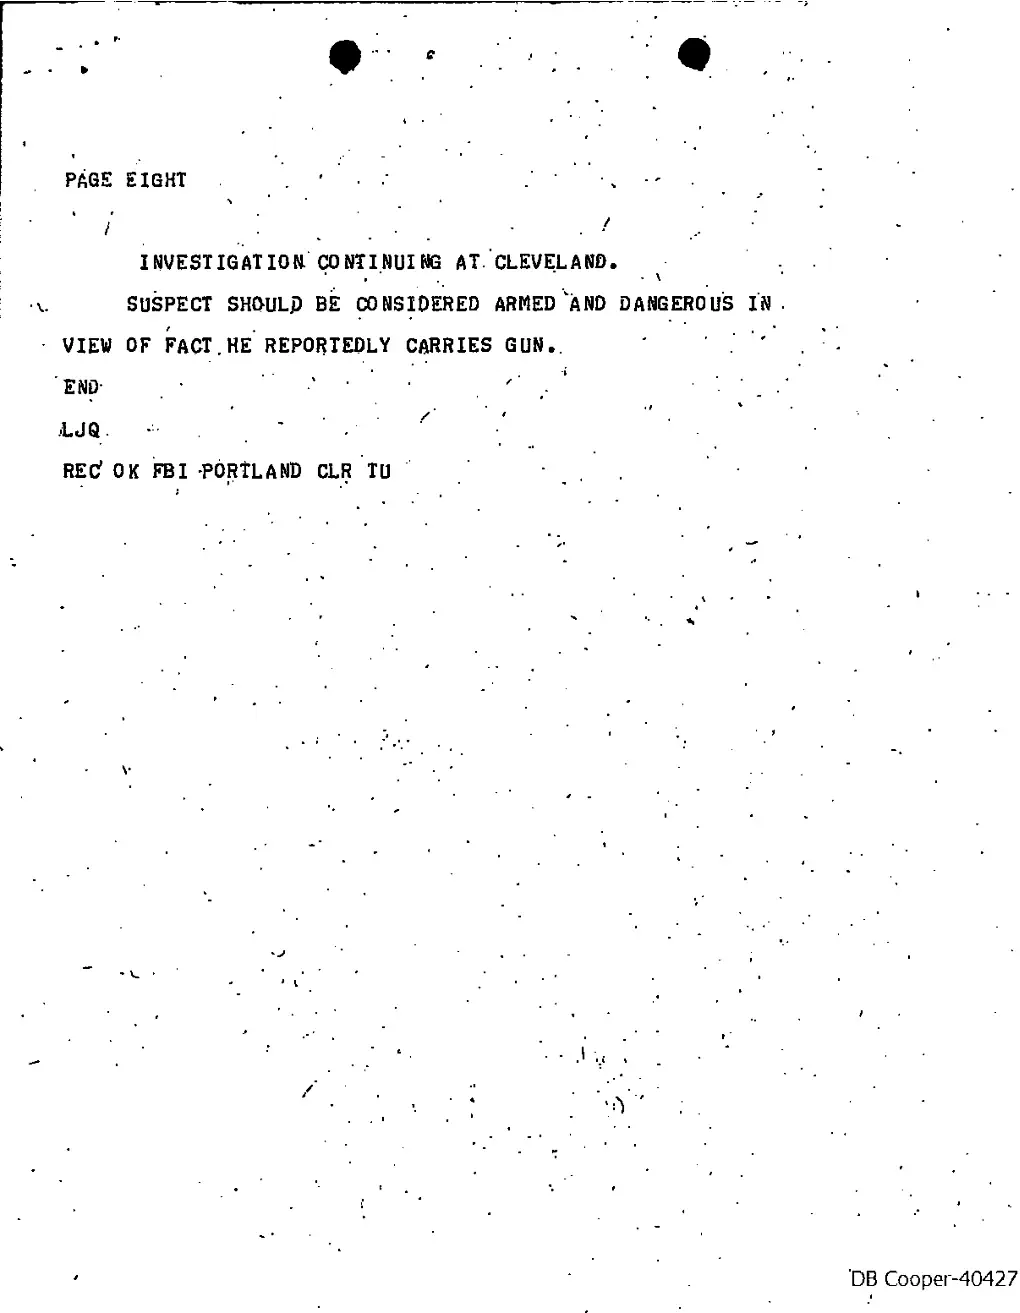 PAGE EIGHT
INVESTIGATION CONTINUING AT CLEVELAND.
SUSPECT SHOULD BE CONSIDERED ARMED AND DANGEROUS IN
VIEW OF FACT HE REPORTEDLY CARRIES GUN.
END
LJQ
REC OK FBI PORTLAND CLR TU
DB Cooper-40427